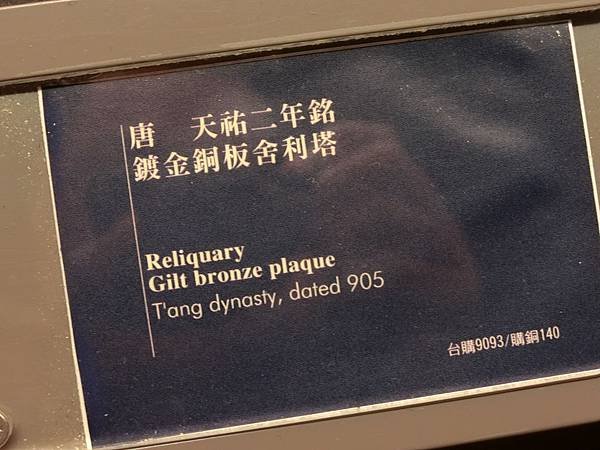 唐　天祐二年銘
鍍金銅板舍利塔
Reliquary
Gilt bronze plaque
T'ang dynasty, dated 905
台購9093/購銅140